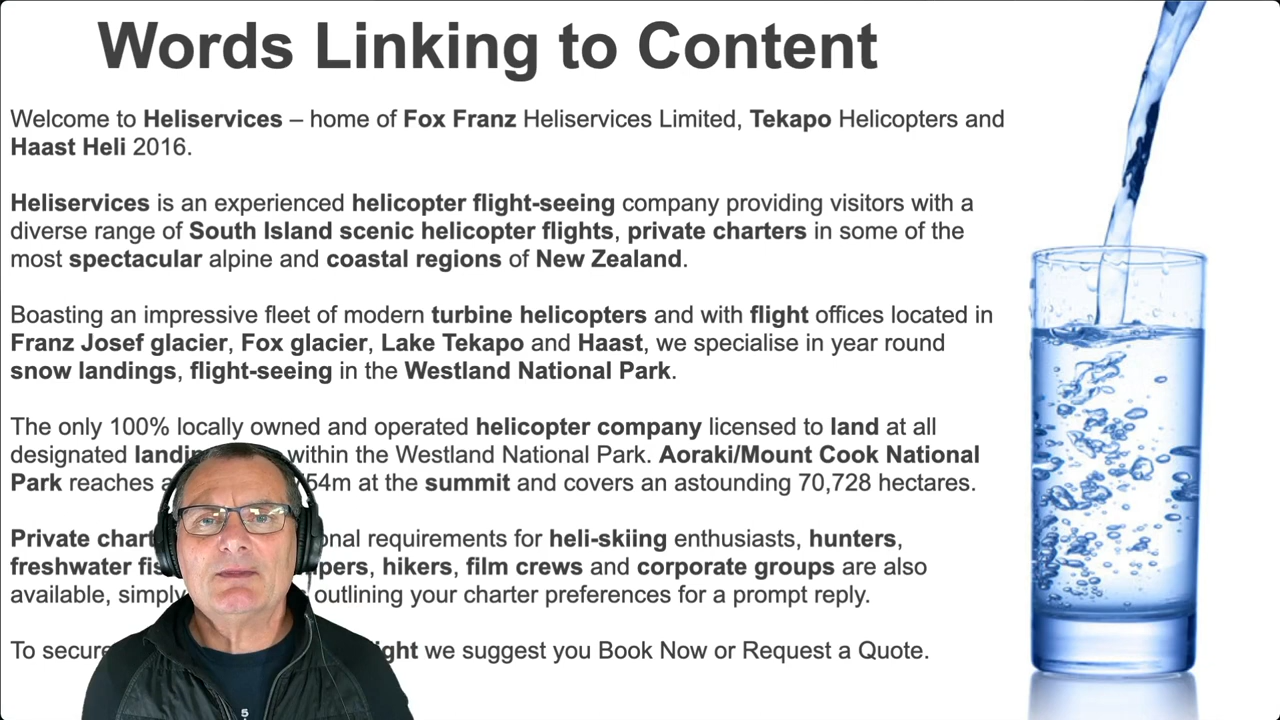 Words Linking to Content
Welcome to Heliservices – home of Fox Franz Heliservices Limited, Tekapo Helicopters and
Haast Heli 2016.
Heliservices is an experienced helicopter flight-seeing company providing visitors with a
diverse range of South Island scenic helicopter flights, private charters in some of the
most spectacular alpine and coastal regions of New Zealand.
Boasting an impressive fleet of modern turbine helicopters and with flight offices located in
Franz Josef glacier, Fox glacier, Lake Tekapo and Haast, we specialise in year round
snow landings, flight-seeing in the Westland National Park.
The only 100% locally owned and operated helicopter company licensed to land at all
designated within the Westland National Park. Aoraki/Mount Cook National
Park reaches 54m at the summit and covers an astounding 70,728 hectares.
Private requirements for heli-skiing enthusiasts, hunters,
freshwater hikers, film crews and corporate groups are also
available, simply outlining your charter preferences for a prompt reply.
To secure we suggest you Book Now or Request a Quote.
5